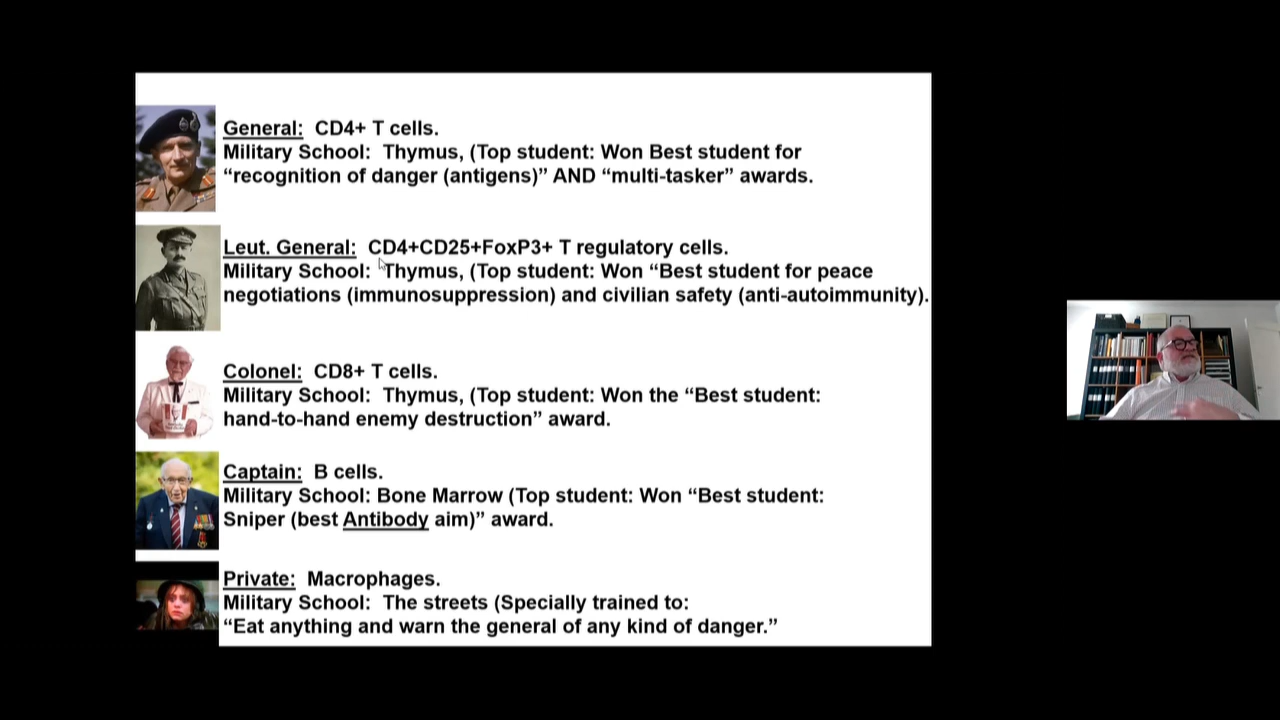 General: CD4+ T cells.
Military School: Thymus, (Top student: Won Best student for
“recognition of danger (antigens)” AND “multi-tasker” awards.
Leut. General: CD4+CD25+FoxP3+ T regulatory cells.
Military School: Thymus, (Top student: Won “Best student for peace
negotiations (immunosuppression) and civilian safety (anti-autoimmunity).
Colonel: CD8+ T cells.
Military School: Thymus, (Top student: Won the “Best student:
hand-to-hand enemy destruction” award.
Captain: B cells.
Military School: Bone Marrow (Top student: Won “Best student:
Sniper (best Antibody aim)” award.
Private: Macrophages.
Military School: The streets (Specially trained to:
“Eat anything and warn the general of any kind of danger.”